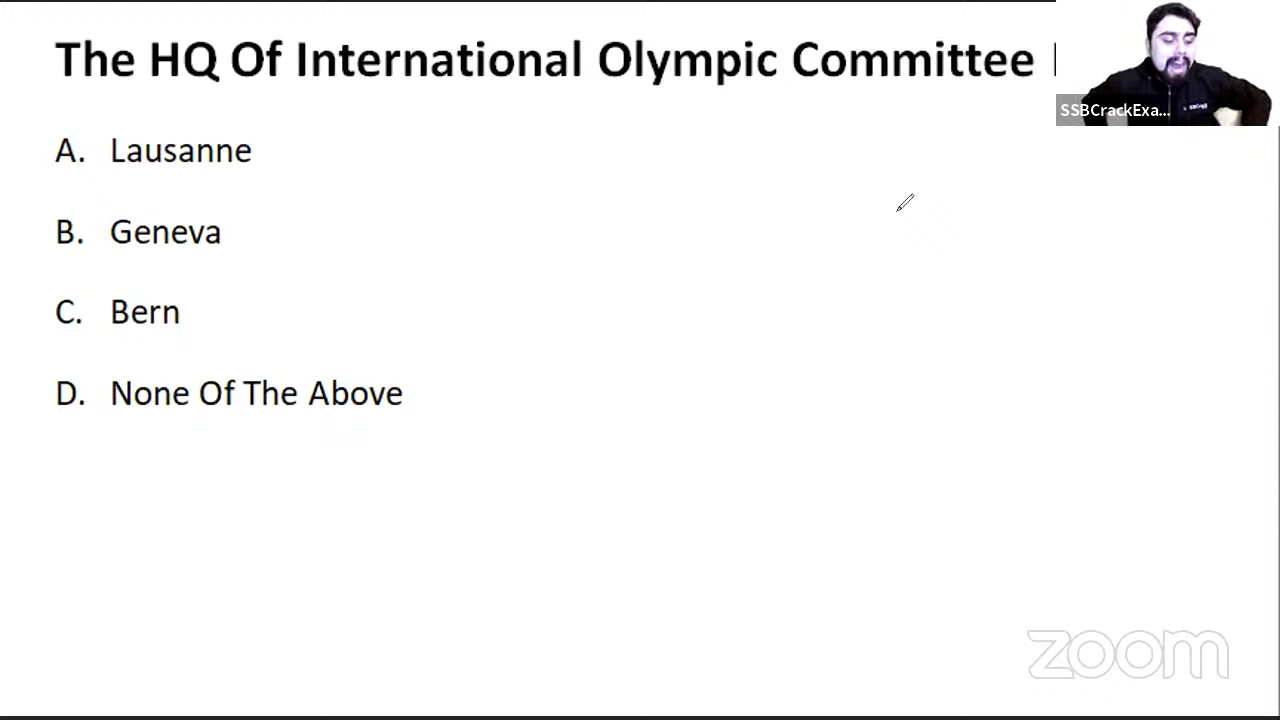 The HQ Of International Olympic Committee
SSBCrackExa...
A. Lausanne
B. Geneva
C. Bern
D. None Of The Above
zoom